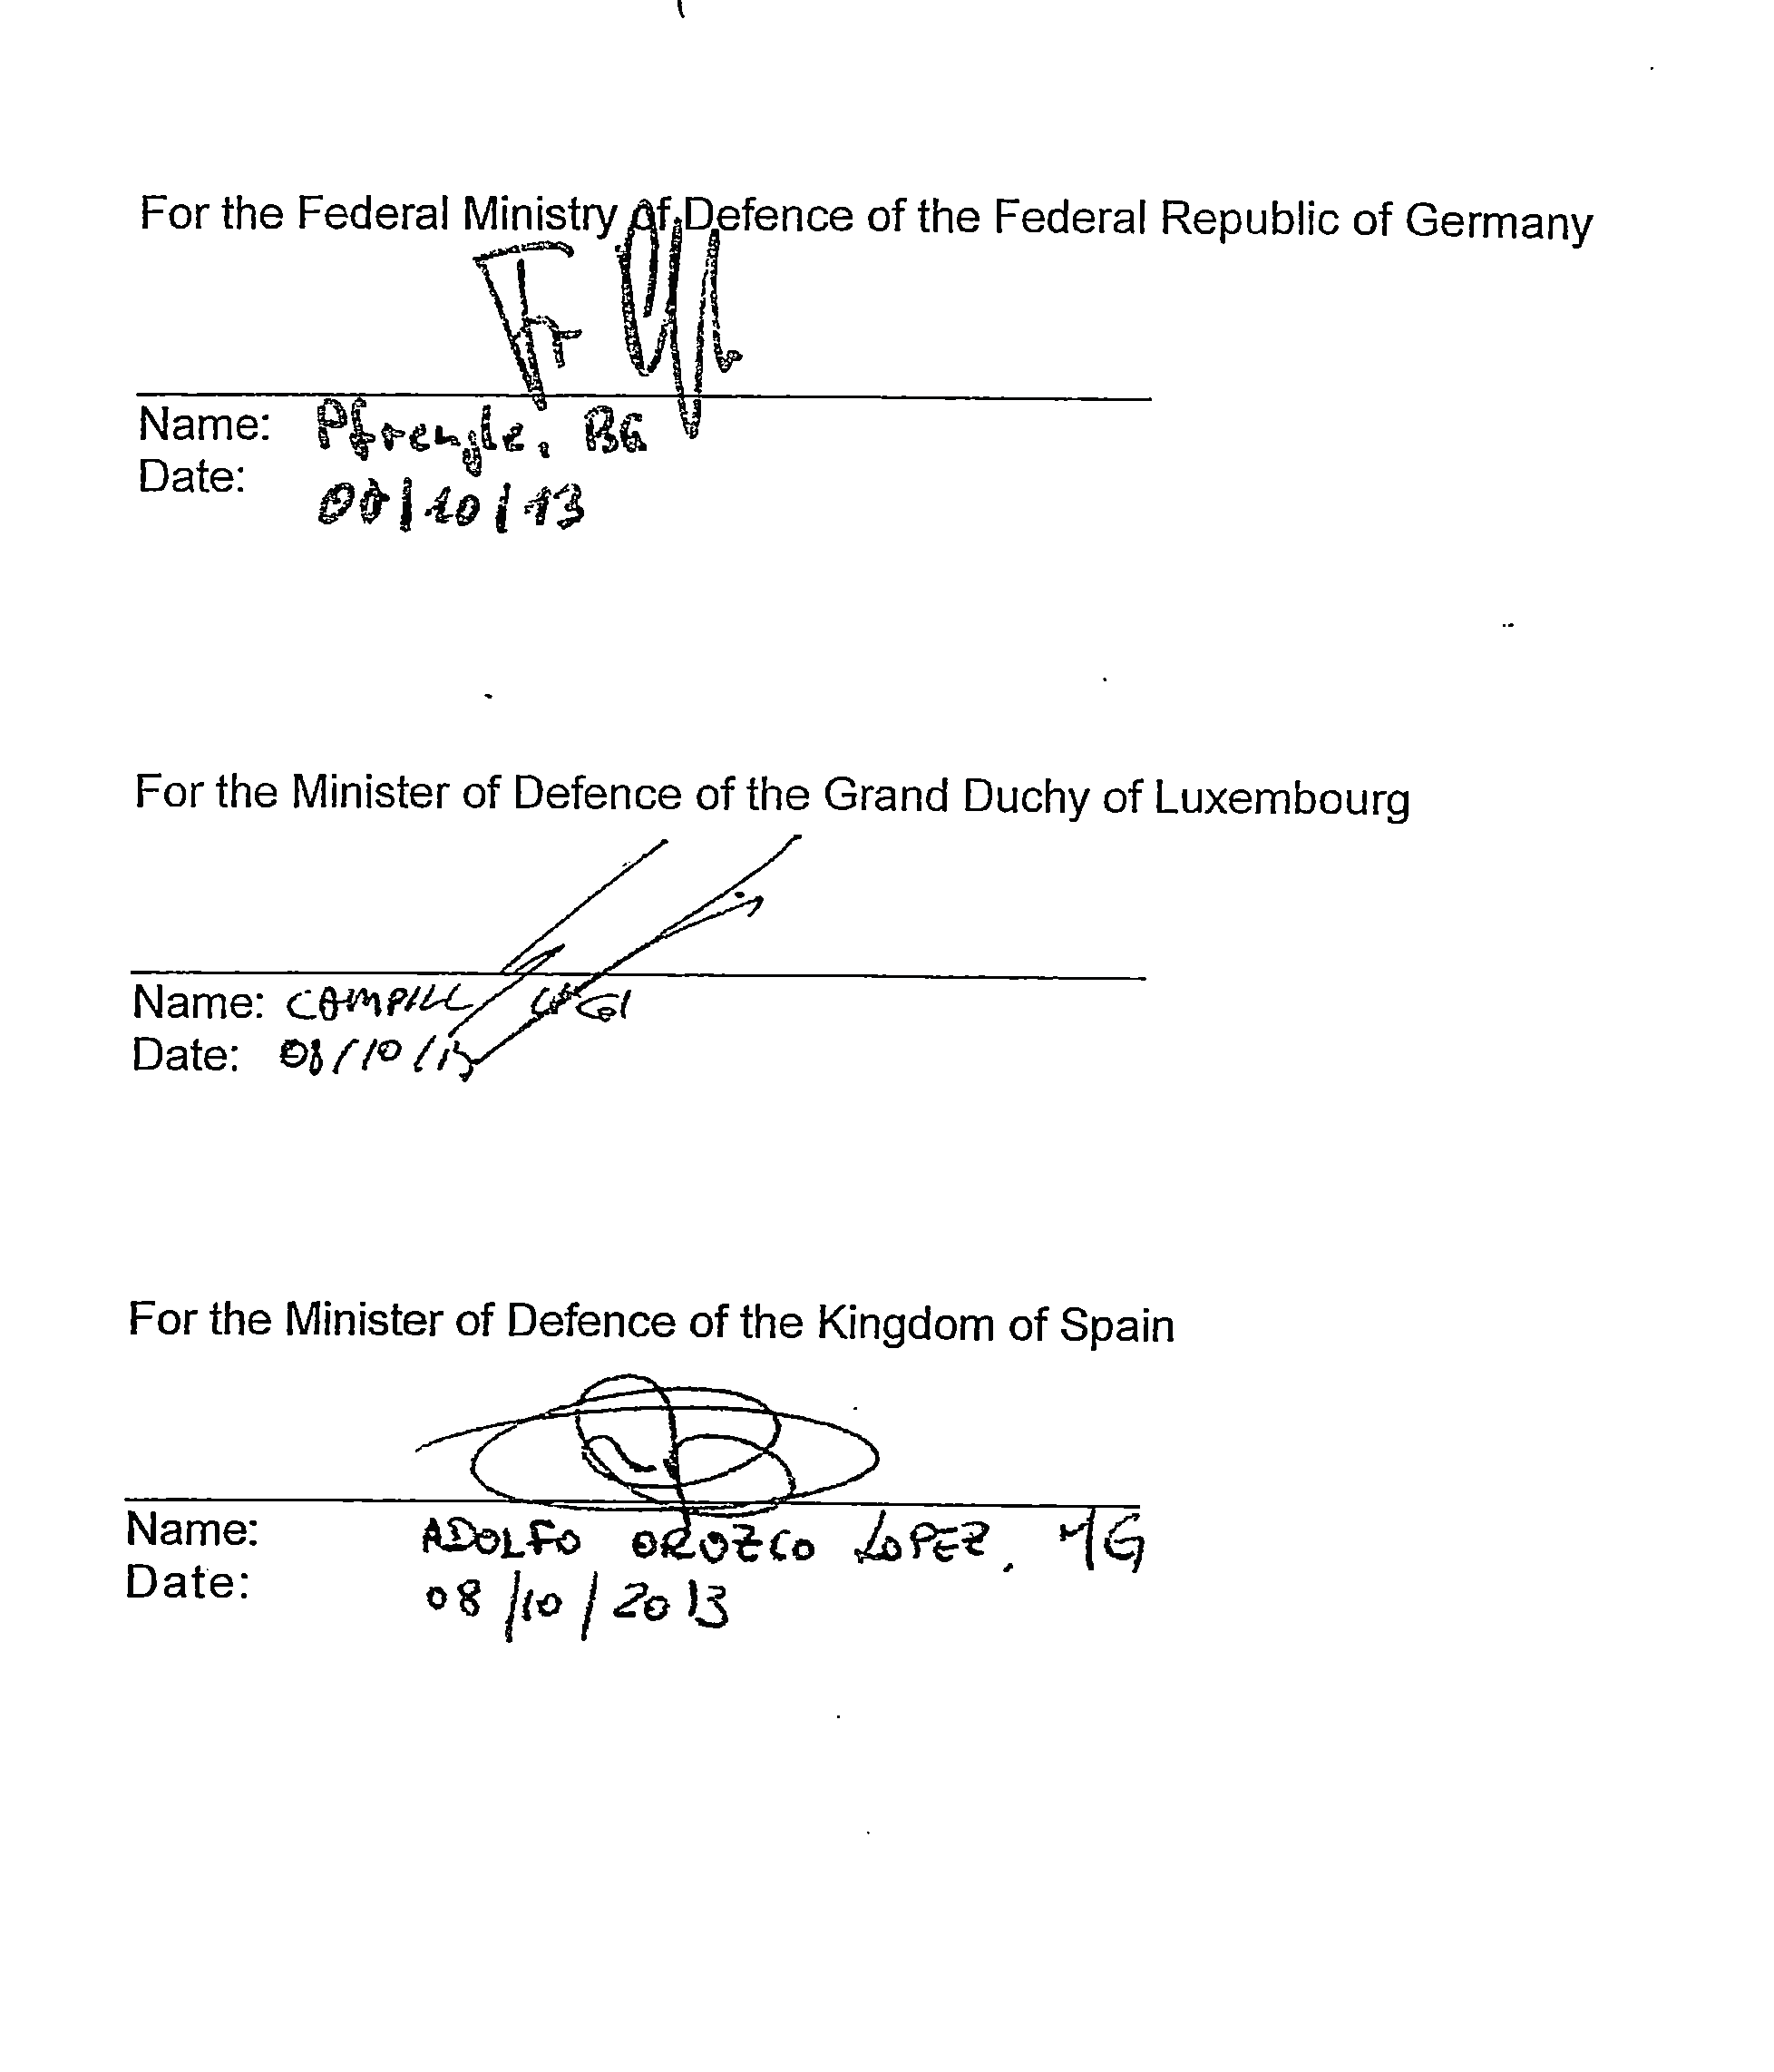 For the Federal Ministry of Defence of the Federal Republic of Germany
Name: Pfrengle, BG
Date:
08/10/13
For the Minister of Defence of the Grand Duchy of Luxembourg
Name: CAMPILL
Date: 08/10/13
For the Minister of Defence of the Kingdom of Spain
Name: ADOLFO OROZCO LOPEZ, MG
Date: 08/10/2013